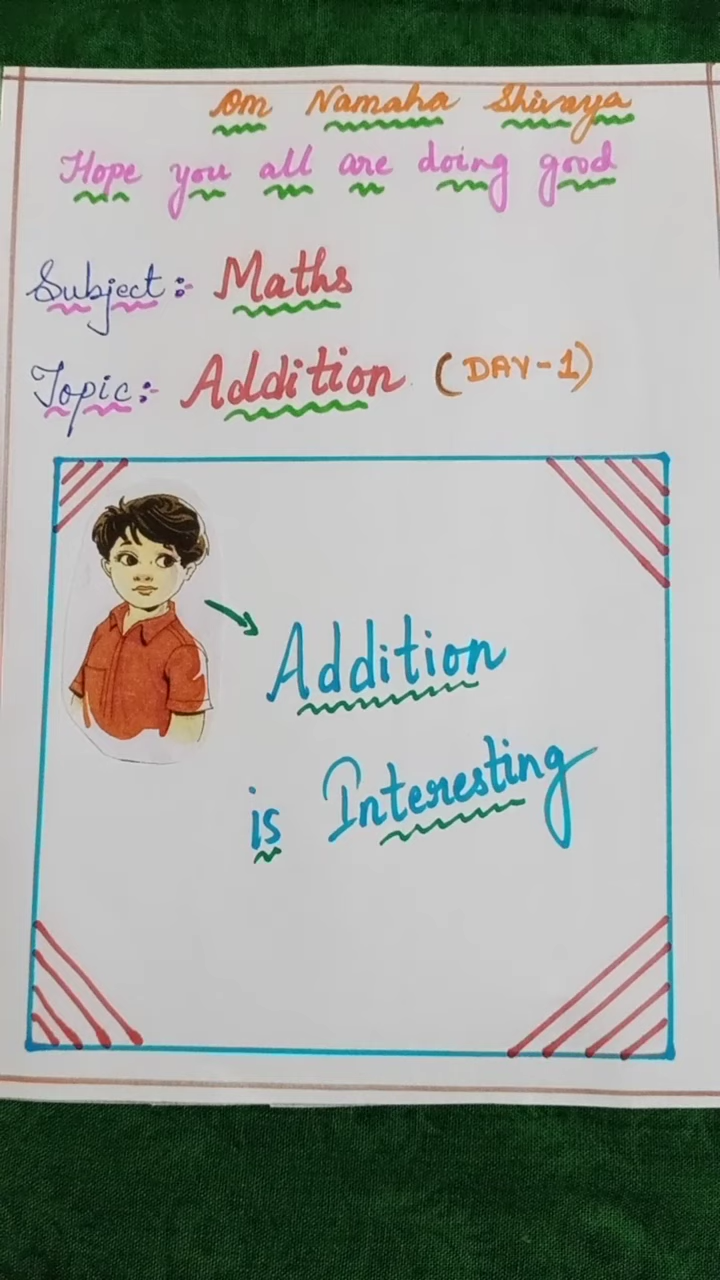 Om Namaha Shivaya
Hope you all are doing good
Subject:- Maths
Topic:- Addition (DAY-1)
Addition
is Interesting